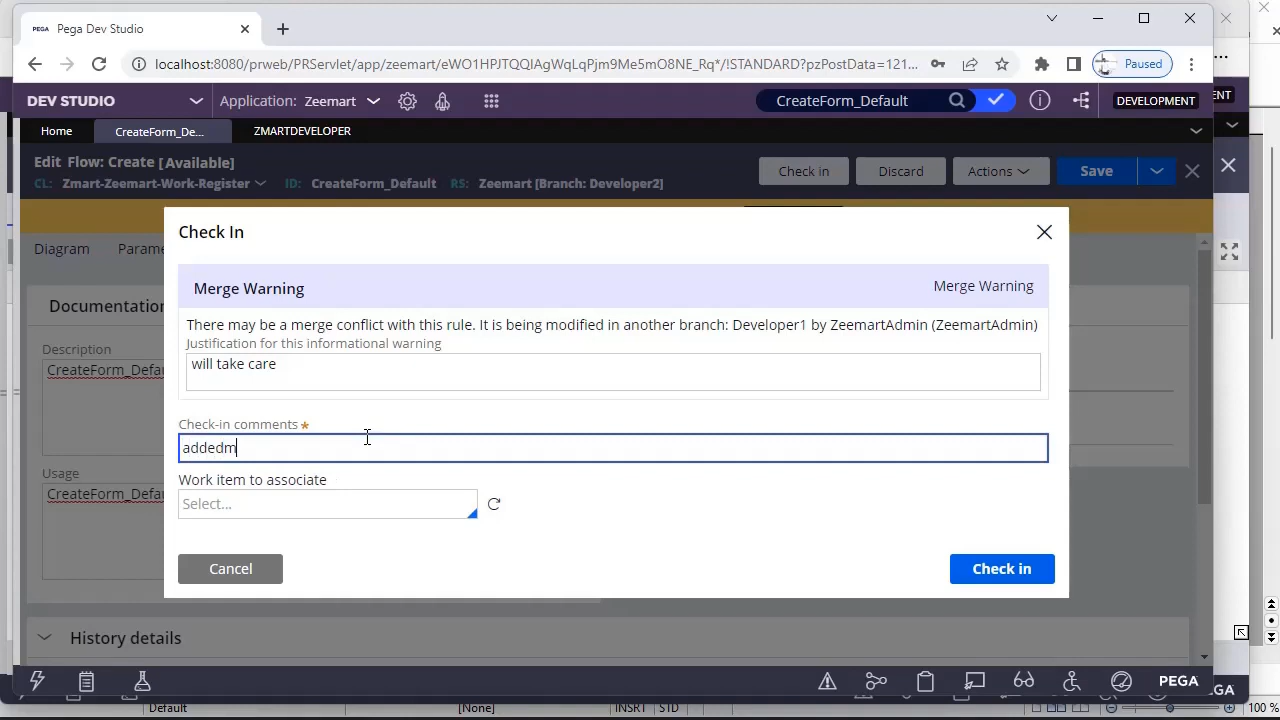 PEGA Pega Dev Studio
localhost:8080/prweb/PRServlet/app/zeemart/eWO1HPJTQQlAgWqLqPjm9Me5mO8NE_Rq*/!STANDARD?pzPostData=121...
Paused
DEV STUDIO Application: Zeemart CreateForm_Default DEVELOPMENT
Home CreateForm_De... ZMARTDEVELOPER
Edit Flow: Create [Available]
CL: Zmart-Zeemart-Work-Register ID: CreateForm_Default RS: Zeemart [Branch: Developer2]
Check in Discard Actions Save
Diagram Parame
Check In
Merge Warning Merge Warning
There may be a merge conflict with this rule. It is being modified in another branch: Developer1 by ZeemartAdmin (ZeemartAdmin)
Justification for this informational warning
will take care
Check-in comments *
addedm
Work item to associate
Select...
Cancel Check in
Documentation
Description
CreateForm_Defau
Usage
CreateForm_Defau
History details
PEGA
Default [None] INSRT STD 100 %